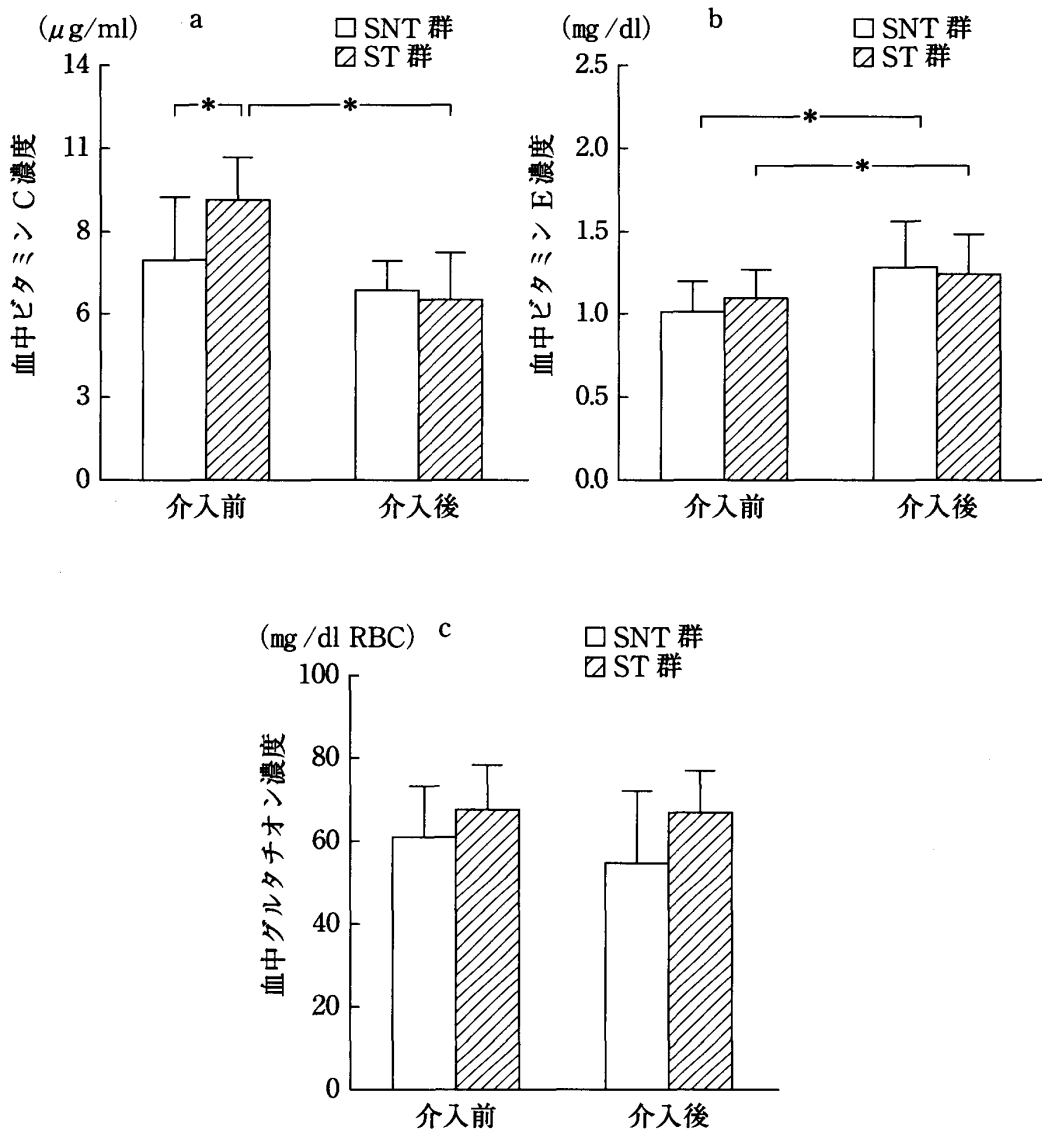 (μg/ml) a □ SNT 群
▨ ST 群
14
11
8
6
3
0
血中ビタミン C 濃度
* *
介入前 介入後
(mg/dl) b □ SNT 群
▨ ST 群
2.5
2.0
1.5
1.0
0.5
0.0
血中ビタミン E 濃度
*
*
介入前 介入後
(mg/dl RBC) c □ SNT 群
▨ ST 群
100
80
60
40
20
0
血中グルタチオン濃度
介入前 介入後